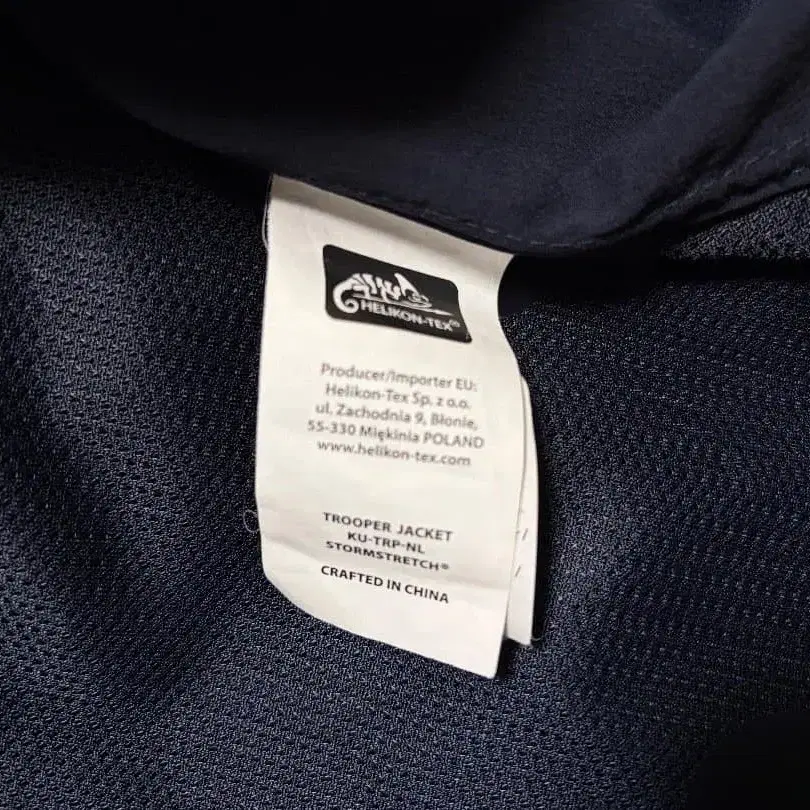 HELIKON-TEX®
Producer/Importer EU:
Helikon-Tex Sp. z o.o.
ul. Zachodnia 9, Błonie,
55-330 Miękinia POLAND
www.helikon-tex.com
TROOPER JACKET
KU-TRP-NL
STORMSTRETCH®
CRAFTED IN CHINA